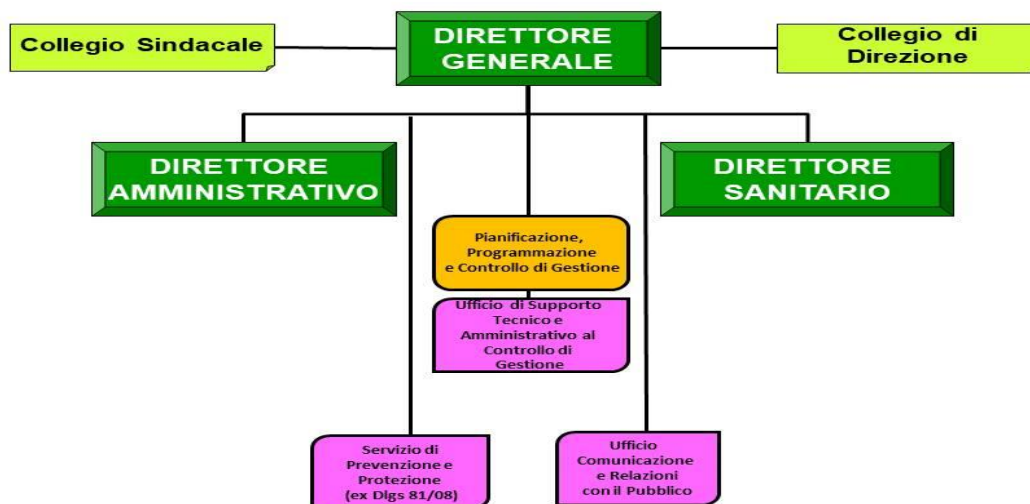 Collegio Sindacale
DIRETTORE
GENERALE
Collegio di
Direzione
DIRETTORE
AMMINISTRATIVO
DIRETTORE
SANITARIO
Pianificazione,
Programmazione
e Controllo di Gestione
Ufficio di Supporto
Tecnico e
Amministrativo al
Controllo di
Gestione
Servizio di
Prevenzione e
Protezione
(ex Dlgs 81/08)
Ufficio
Comunicazione
e Relazioni
con il Pubblico